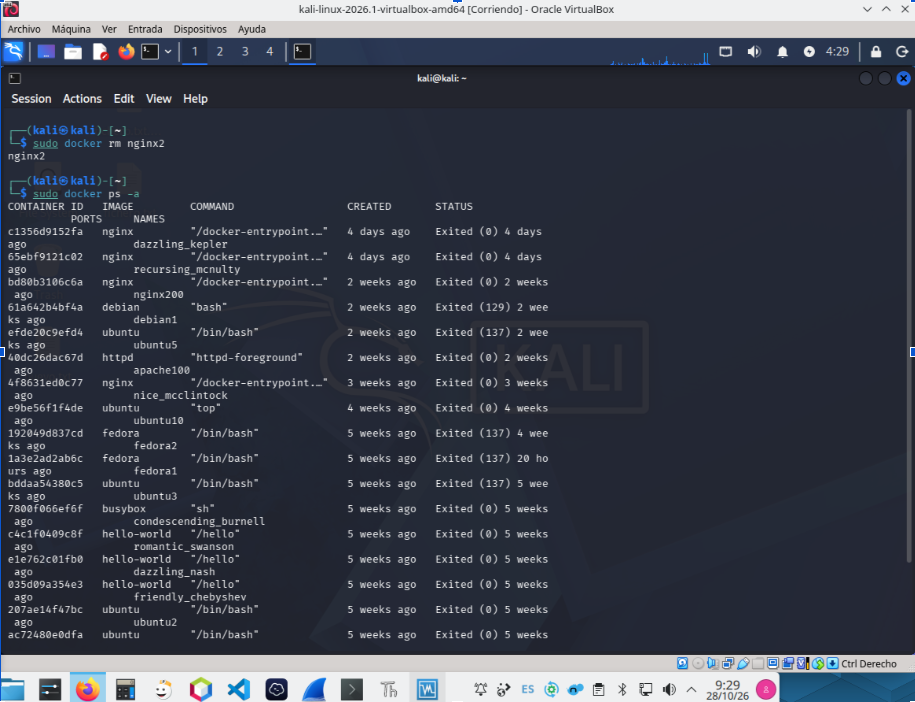 kali-linux-2026.1-virtualbox-amd64 [Corriendo] - Oracle VirtualBox
Archivo Máquina Ver Entrada Dispositivos Ayuda
1 2 3 4 4:29
kali@kali: ~
Session Actions Edit View Help
┌──(kali㉿kali)-[~]
└─$ sudo docker rm nginx2
nginx2
┌──(kali㉿kali)-[~]
└─$ sudo docker ps -a
CONTAINER ID IMAGE COMMAND CREATED STATUS
PORTS NAMES
c1356d9152fa nginx "/docker-entrypoint.…" 4 days ago Exited (0) 4 days
ago dazzling_kepler
65ebf9121c02 nginx "/docker-entrypoint.…" 4 days ago Exited (0) 4 days
ago recursing_mcnulty
bd80b3106c6a nginx "/docker-entrypoint.…" 2 weeks ago Exited (0) 2 weeks
ago nginx200
61a642b4bf4a debian "bash" 2 weeks ago Exited (129) 2 wee
ks ago debian1
efde20c9efd4 ubuntu "/bin/bash" 2 weeks ago Exited (137) 2 wee
ks ago ubuntu5
40dc26dac67d httpd "httpd-foreground" 2 weeks ago Exited (0) 2 weeks
ago apache100
4f8631ed0c77 nginx "/docker-entrypoint.…" 3 weeks ago Exited (0) 3 weeks
ago nice_mcclintock
e9be56f1f4de ubuntu "top" 4 weeks ago Exited (0) 4 weeks
ago ubuntu10
192049d837cd fedora "/bin/bash" 5 weeks ago Exited (137) 4 wee
ks ago fedora2
1a3e2ad2ab6c fedora "/bin/bash" 5 weeks ago Exited (137) 20 ho
urs ago fedora1
bddaa54380c5 ubuntu "/bin/bash" 5 weeks ago Exited (137) 5 wee
ks ago ubuntu3
7800f066ef6f busybox "sh" 5 weeks ago Exited (0) 5 weeks
ago condescending_burnell
c4c1f0409c8f hello-world "/hello" 5 weeks ago Exited (0) 5 weeks
ago romantic_swanson
e1e762c01fb0 hello-world "/hello" 5 weeks ago Exited (0) 5 weeks
ago dazzling_nash
035d09a354e3 hello-world "/hello" 5 weeks ago Exited (0) 5 weeks
ago friendly_chebyshev
207ae14f47bc ubuntu "/bin/bash" 5 weeks ago Exited (0) 5 weeks
ago ubuntu2
ac72480e0dfa ubuntu "/bin/bash" 5 weeks ago Exited (0) 5 weeks
KALI
Ctrl Derecho
Th ES 9:29
28/10/26 8